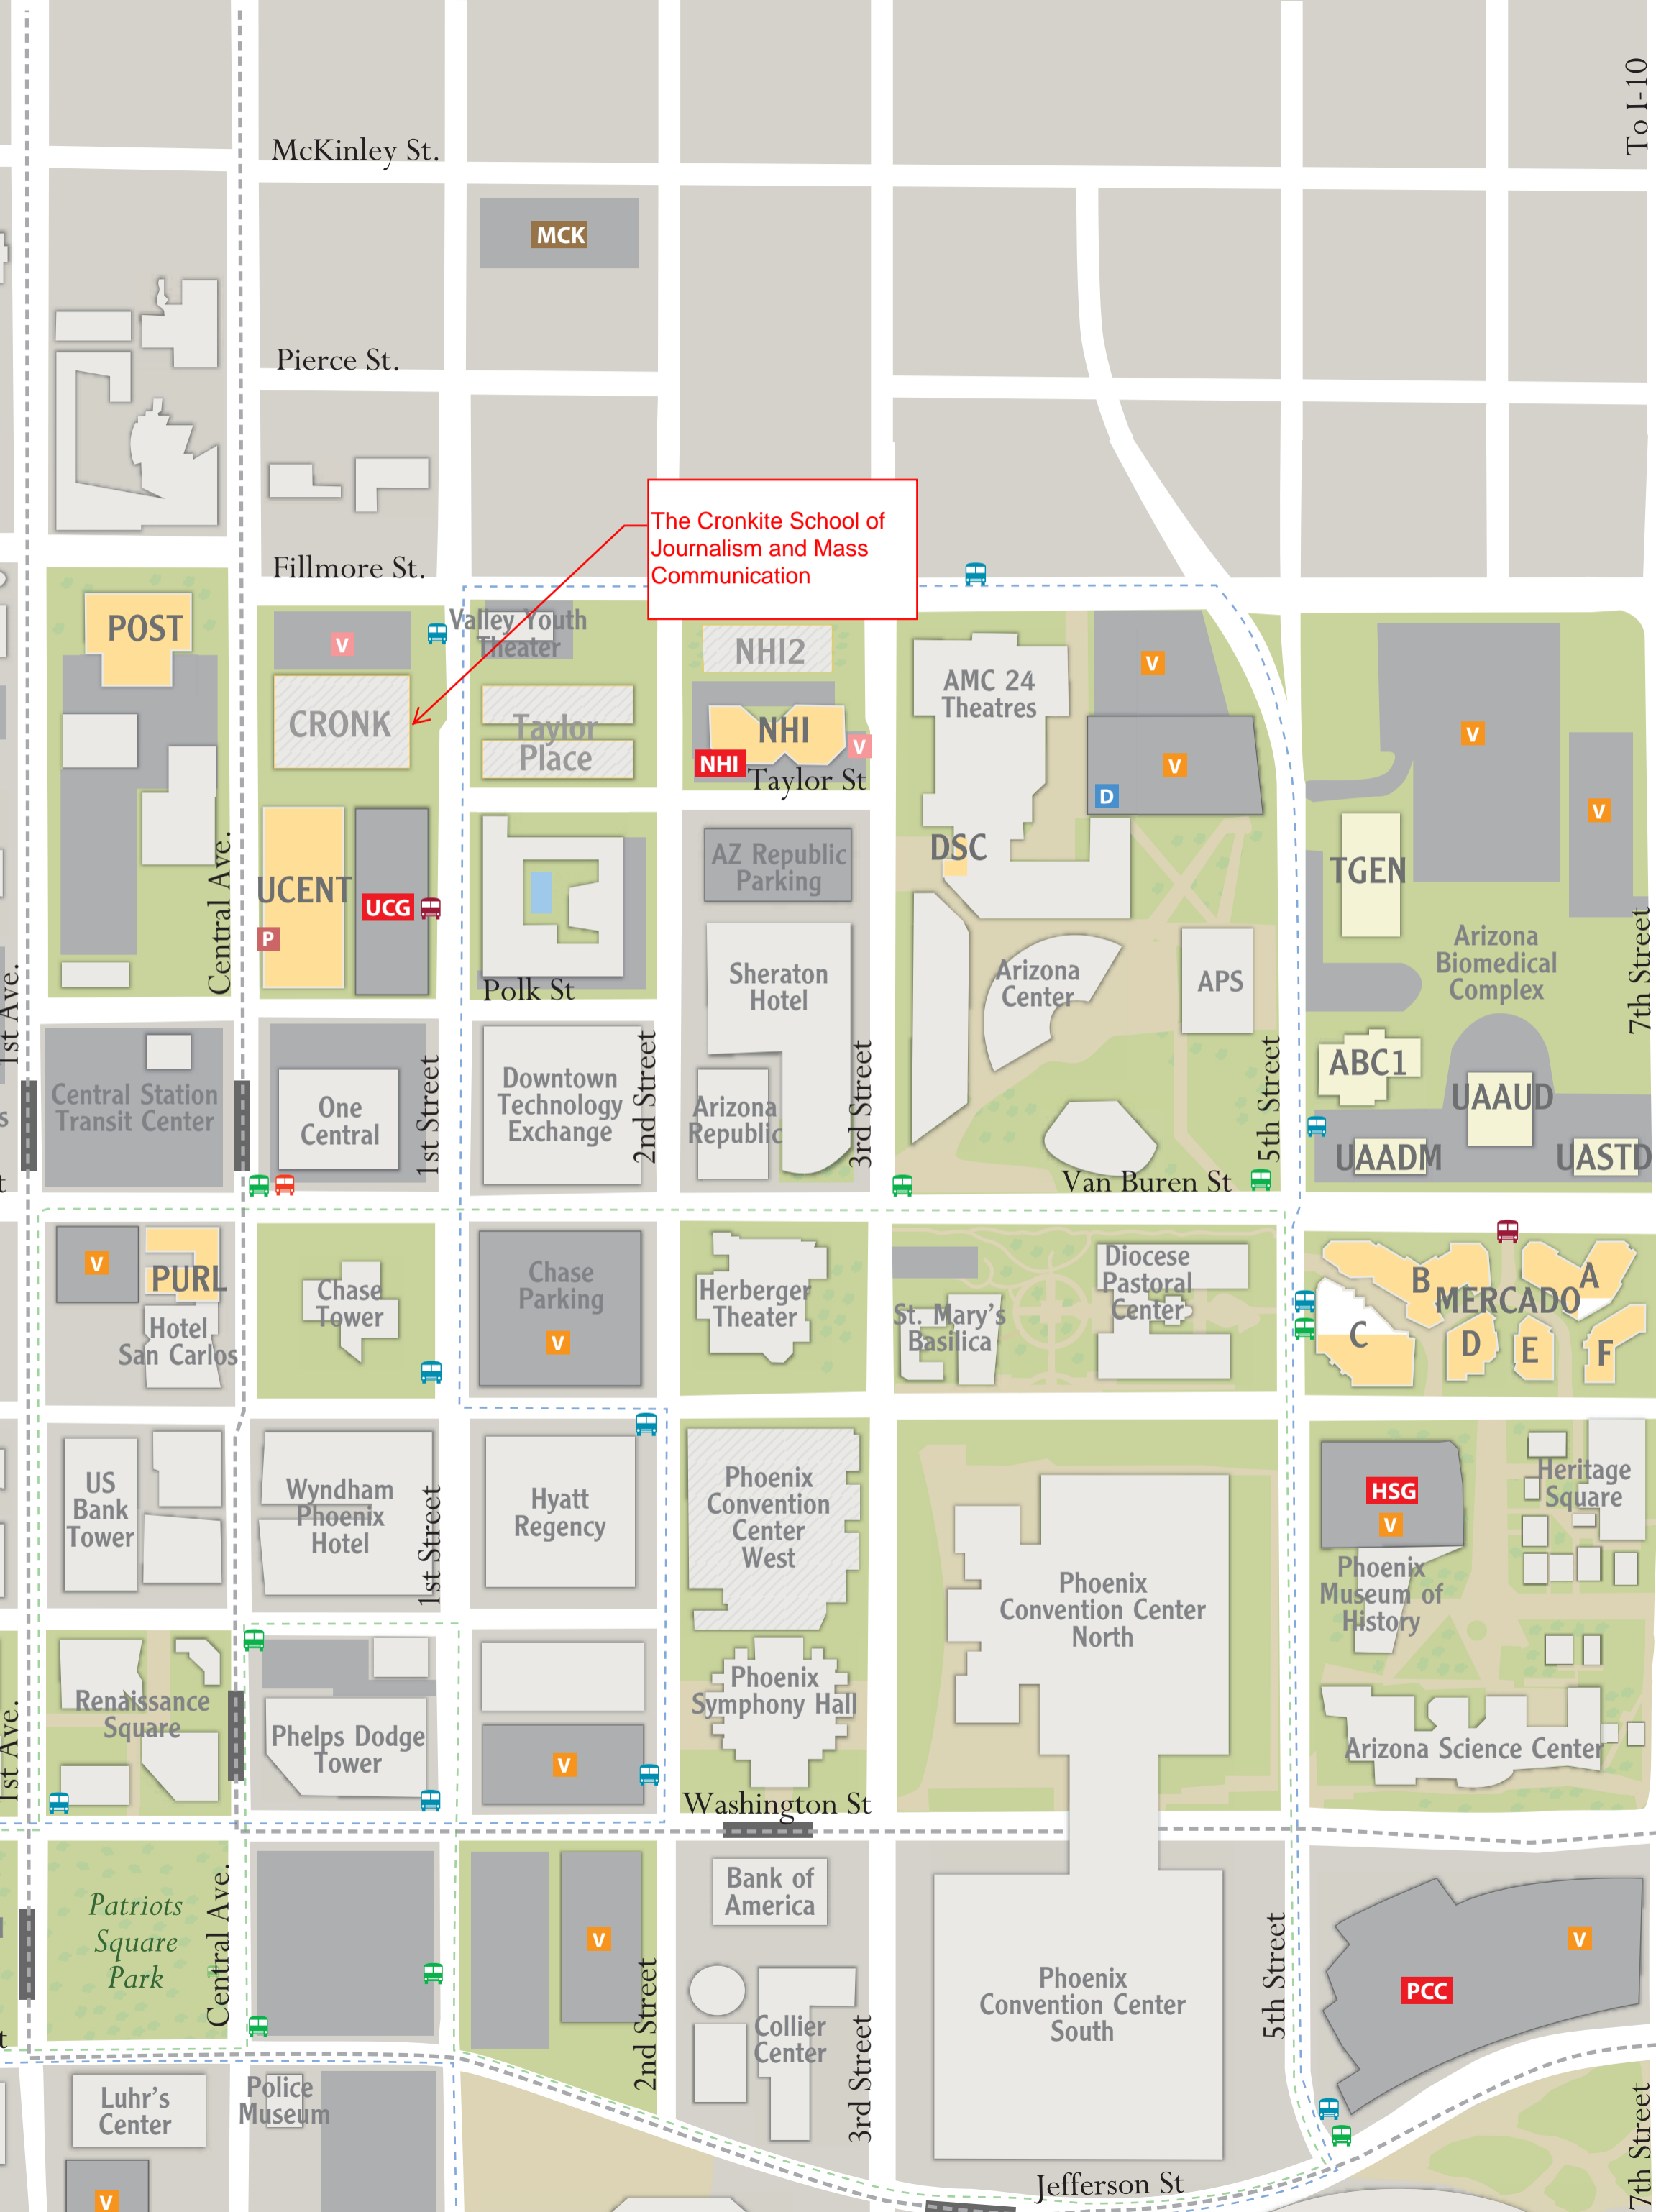 To I-10
McKinley St.
MCK
Pierce St.
The Cronkite School of
Journalism and Mass
Communication
Fillmore St.
POST
V
Valley Youth
Theater
NHI2
V
AMC 24
Theatres
CRONK
Taylor
Place
NHI
V
NHI
Taylor St
V
V
V
D
DSC
AZ Republic
Parking
TGEN
Central Ave.
UCENT
UCG
P
Arizona
Biomedical
Complex
7th Street
Sheraton
Hotel
Arizona
Center
APS
Polk St
1st Ave.
Central Station
Transit Center
One
Central
1st Street
Downtown
Technology
Exchange
2nd Street
Arizona
Republic
3rd Street
5th Street
ABC1
UAAUD
UAADM
UASTD
Van Buren St
V
PURL
Hotel
San Carlos
Chase
Tower
Chase
Parking
V
Herberger
Theater
St. Mary's
Basilica
Diocese
Pastoral
Center
B
A
MERCADO
C
D
E
F
US
Bank
Tower
Wyndham
Phoenix
Hotel
1st Street
Hyatt
Regency
Phoenix
Convention
Center
West
Phoenix
Convention Center
North
HSG
V
Heritage
Square
Phoenix
Museum of
History
Renaissance
Square
1st Ave.
Phelps Dodge
Tower
V
Phoenix
Symphony Hall
Arizona Science Center
Washington St
Patriots
Square
Park
Central Ave.
V
2nd Street
Bank of
America
Collier
Center
3rd Street
Phoenix
Convention Center
South
5th Street
V
PCC
Luhr's
Center
Police
Museum
V
Jefferson St
7th Street